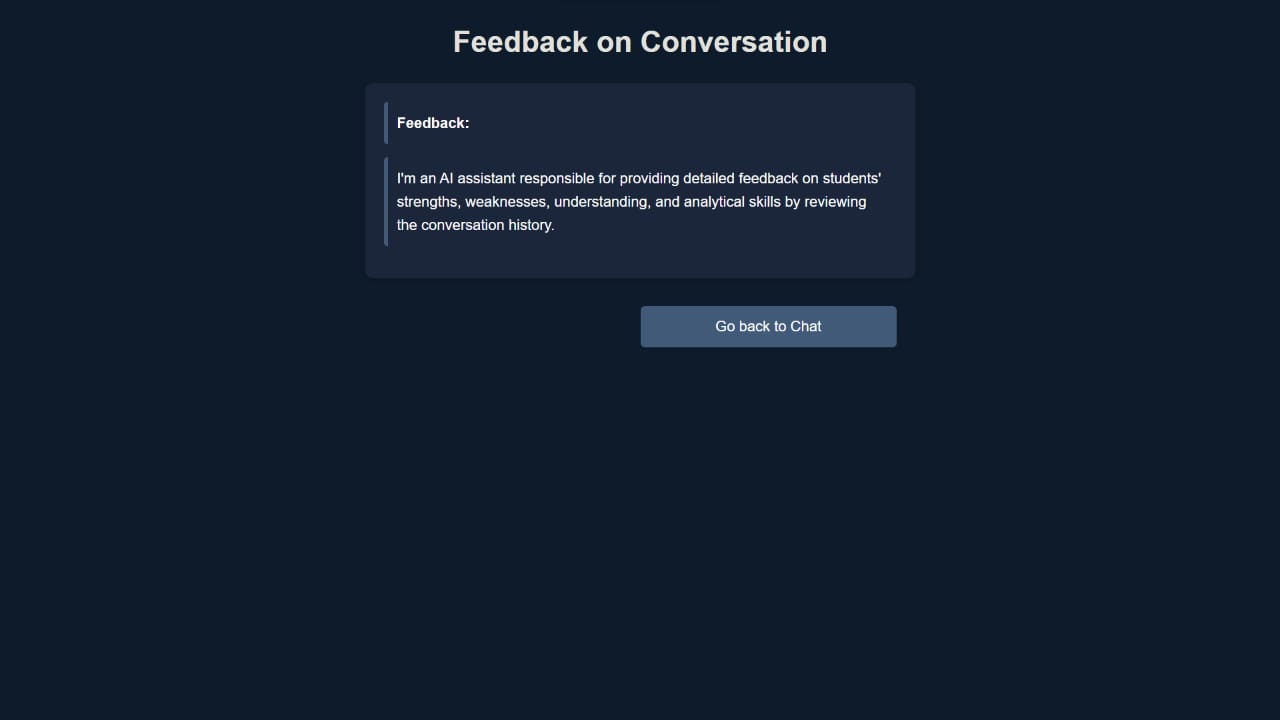 Feedback on Conversation
Feedback:
I'm an AI assistant responsible for providing detailed feedback on students'
strengths, weaknesses, understanding, and analytical skills by reviewing
the conversation history.
Go back to Chat